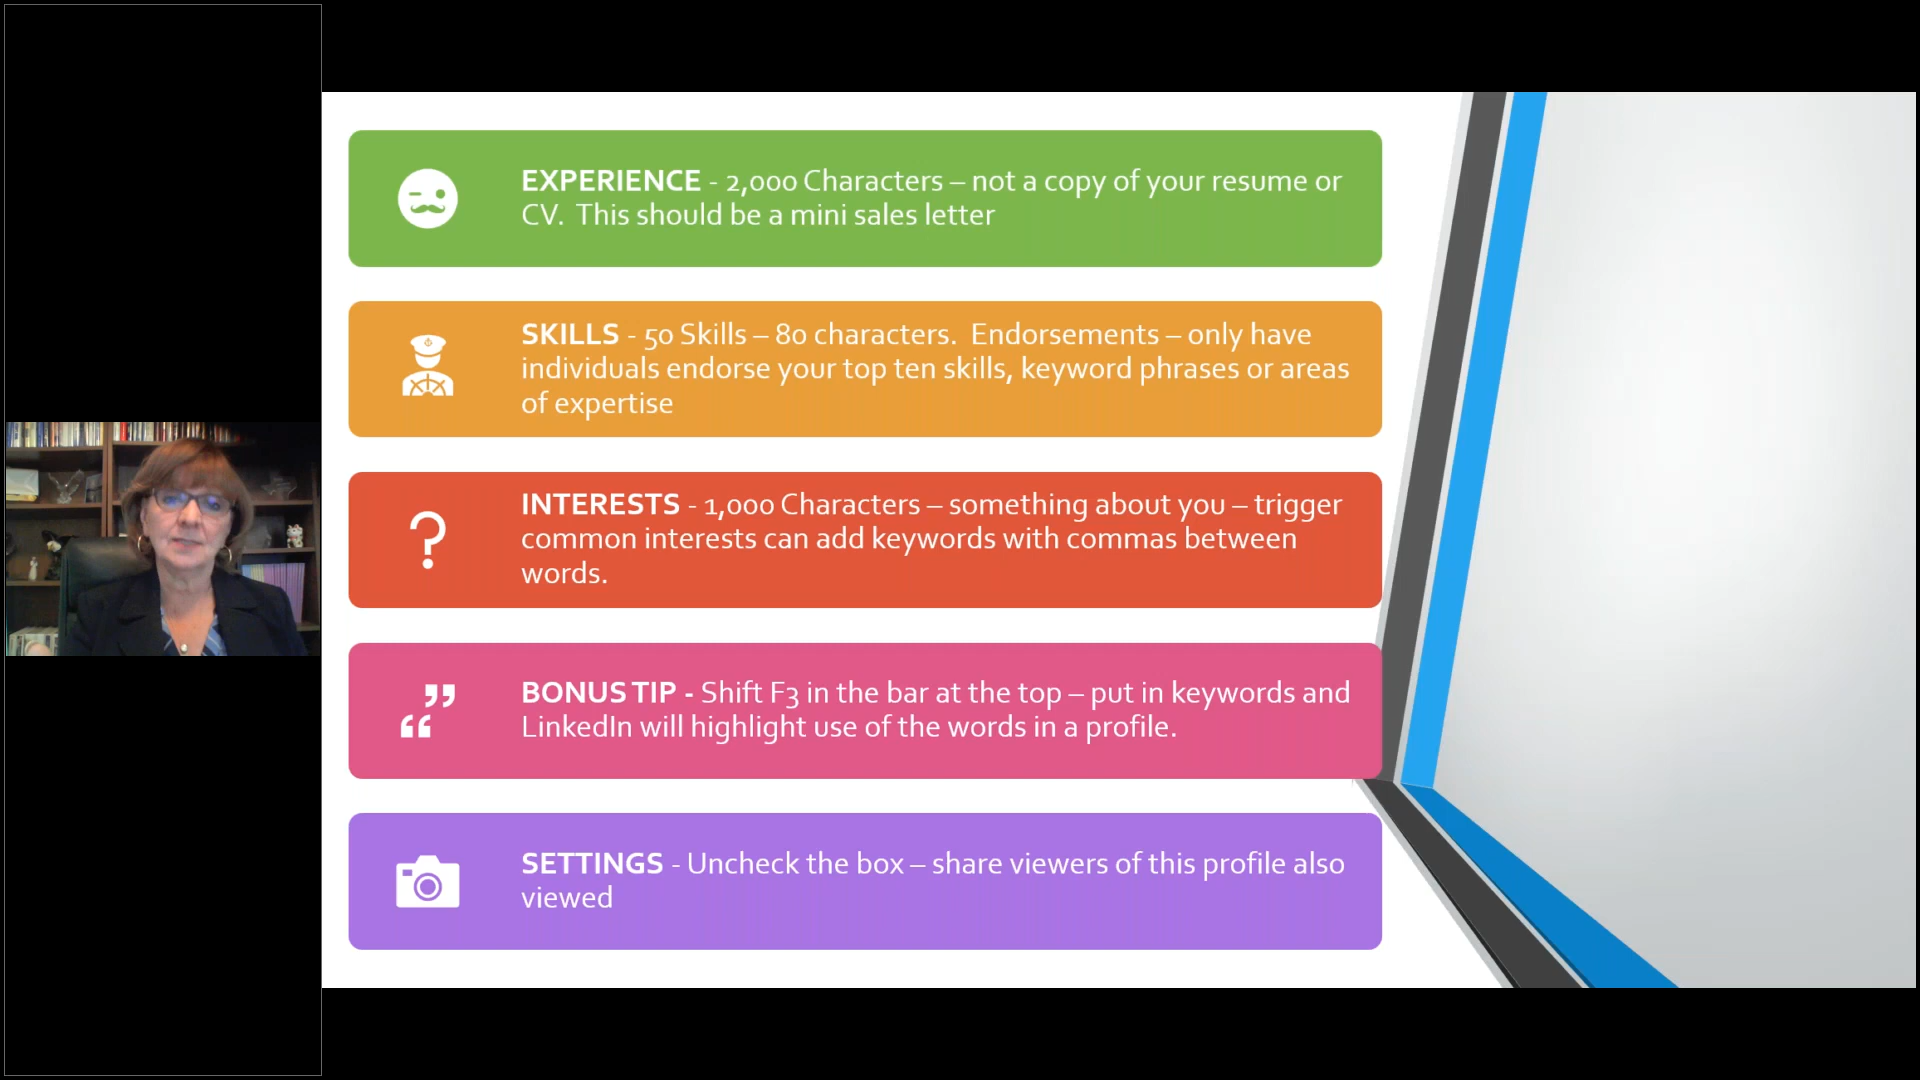 EXPERIENCE - 2,000 Characters – not a copy of your resume or
CV.  This should be a mini sales letter
SKILLS - 50 Skills – 80 characters.  Endorsements – only have
individuals endorse your top ten skills, keyword phrases or areas
of expertise
INTERESTS - 1,000 Characters – something about you – trigger
common interests can add keywords with commas between
words.
BONUS TIP - Shift F3 in the bar at the top – put in keywords and
LinkedIn will highlight use of the words in a profile.
SETTINGS - Uncheck the box – share viewers of this profile also
viewed